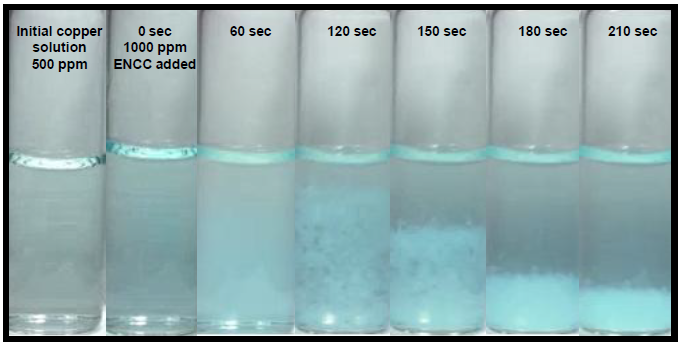 Initial copper
solution
500 ppm
0 sec
1000 ppm
ENCC added
60 sec
120 sec
150 sec
180 sec
210 sec